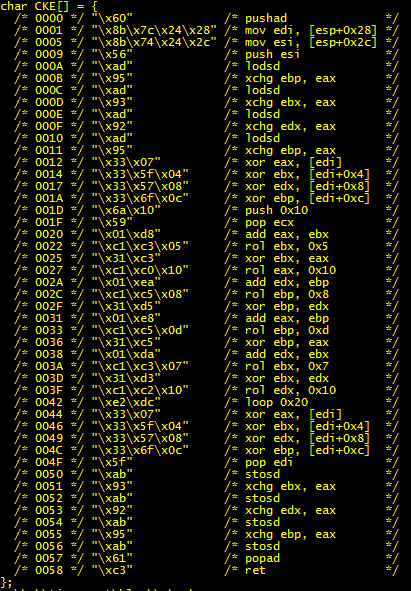 char CKE[] = {
/* 0000 */ "\x60" /* pushad */
/* 0001 */ "\x8b\x7c\x24\x28" /* mov edi, [esp+0x28] */
/* 0005 */ "\x8b\x74\x24\x2c" /* mov esi, [esp+0x2c] */
/* 0009 */ "\x56" /* push esi */
/* 000A */ "\xad" /* lodsd */
/* 000B */ "\x95" /* xchg ebp, eax */
/* 000C */ "\xad" /* lodsd */
/* 000D */ "\x93" /* xchg ebx, eax */
/* 000E */ "\xad" /* lodsd */
/* 000F */ "\x92" /* xchg edx, eax */
/* 0010 */ "\xad" /* lodsd */
/* 0011 */ "\x95" /* xchg ebp, eax */
/* 0012 */ "\x33\x07" /* xor eax, [edi] */
/* 0014 */ "\x33\x5f\x04" /* xor ebx, [edi+0x4] */
/* 0017 */ "\x33\x57\x08" /* xor edx, [edi+0x8] */
/* 001A */ "\x33\x6f\x0c" /* xor ebp, [edi+0xc] */
/* 001D */ "\x6a\x10" /* push 0x10 */
/* 001F */ "\x59" /* pop ecx */
/* 0020 */ "\x01\xd8" /* add eax, ebx */
/* 0022 */ "\xc1\xc3\x05" /* rol ebx, 0x5 */
/* 0025 */ "\x31\xc3" /* xor ebx, eax */
/* 0027 */ "\xc1\xc0\x10" /* rol eax, 0x10 */
/* 002A */ "\x01\xea" /* add edx, ebp */
/* 002C */ "\xc1\xc5\x08" /* rol ebp, 0x8 */
/* 002F */ "\x31\xd5" /* xor ebp, edx */
/* 0031 */ "\x01\xe8" /* add eax, ebp */
/* 0033 */ "\xc1\xc5\x0d" /* rol ebp, 0xd */
/* 0036 */ "\x31\xc5" /* xor ebp, eax */
/* 0038 */ "\x01\xda" /* add edx, ebx */
/* 003A */ "\xc1\xc3\x07" /* rol ebx, 0x7 */
/* 003D */ "\x31\xd3" /* xor ebx, edx */
/* 003F */ "\xc1\xc2\x10" /* rol edx, 0x10 */
/* 0042 */ "\xe2\xdc" /* loop 0x20 */
/* 0044 */ "\x33\x07" /* xor eax, [edi] */
/* 0046 */ "\x33\x5f\x04" /* xor ebx, [edi+0x4] */
/* 0049 */ "\x33\x57\x08" /* xor edx, [edi+0x8] */
/* 004C */ "\x33\x6f\x0c" /* xor ebp, [edi+0xc] */
/* 004F */ "\x5f" /* pop edi */
/* 0050 */ "\xab" /* stosd */
/* 0051 */ "\x93" /* xchg ebx, eax */
/* 0052 */ "\xab" /* stosd */
/* 0053 */ "\x92" /* xchg edx, eax */
/* 0054 */ "\xab" /* stosd */
/* 0055 */ "\x95" /* xchg ebp, eax */
/* 0056 */ "\xab" /* stosd */
/* 0057 */ "\x61" /* popad */
/* 0058 */ "\xc3" /* ret */
};